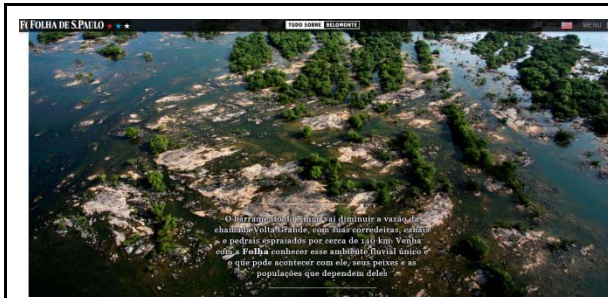 FOLHA DE S.PAULO ★ ★ ★
TUDO SOBRE BELO MONTE
MENU
O barramento do Xingu vai diminuir a vazão da
chamada Volta Grande, com suas corredeiras, canais
e pedrais espraiados por cerca de 140 km. Venha
com a Folha conhecer esse ambiente fluvial único e
o que pode acontecer com ele, seus peixes e as
populações que dependem deles